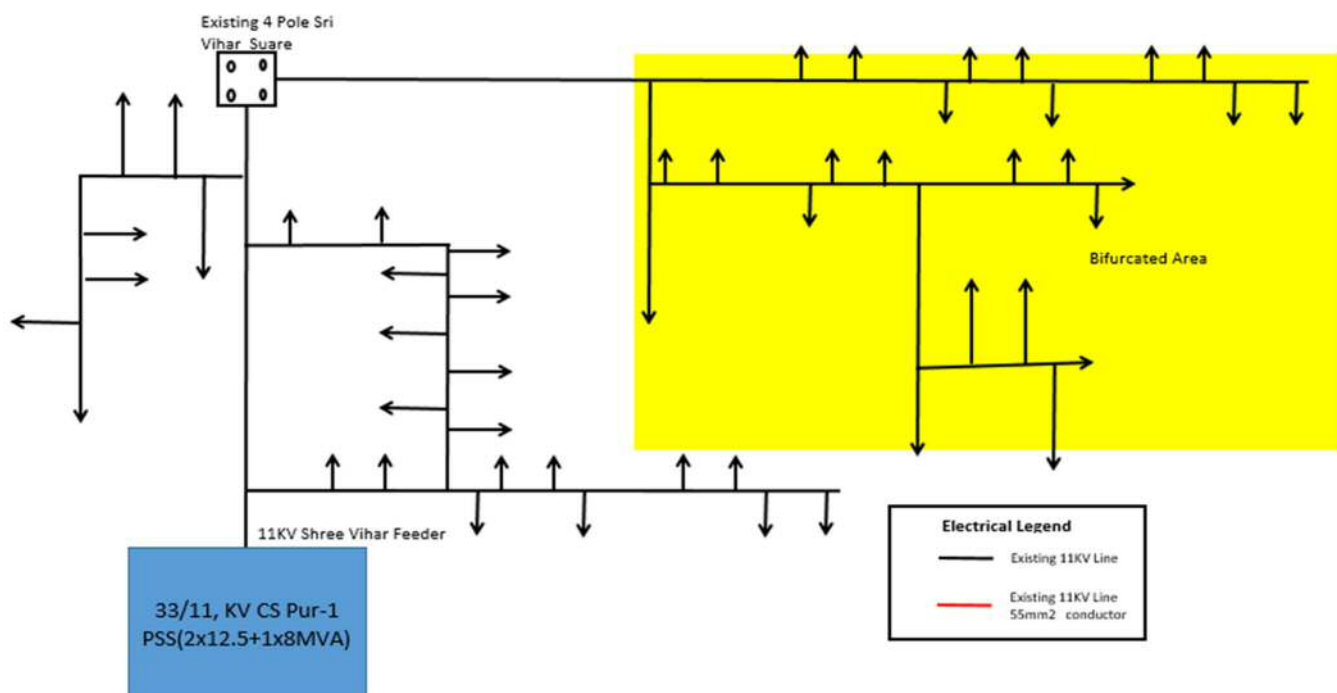 Existing 4 Pole Sri
Vihar Suare
Bifurcated Area
11KV Shree Vihar Feeder
33/11, KV CS Pur-1
PSS(2x12.5+1x8MVA)
Electrical Legend
Existing 11KV Line
Existing 11KV Line
55mm2 conductor